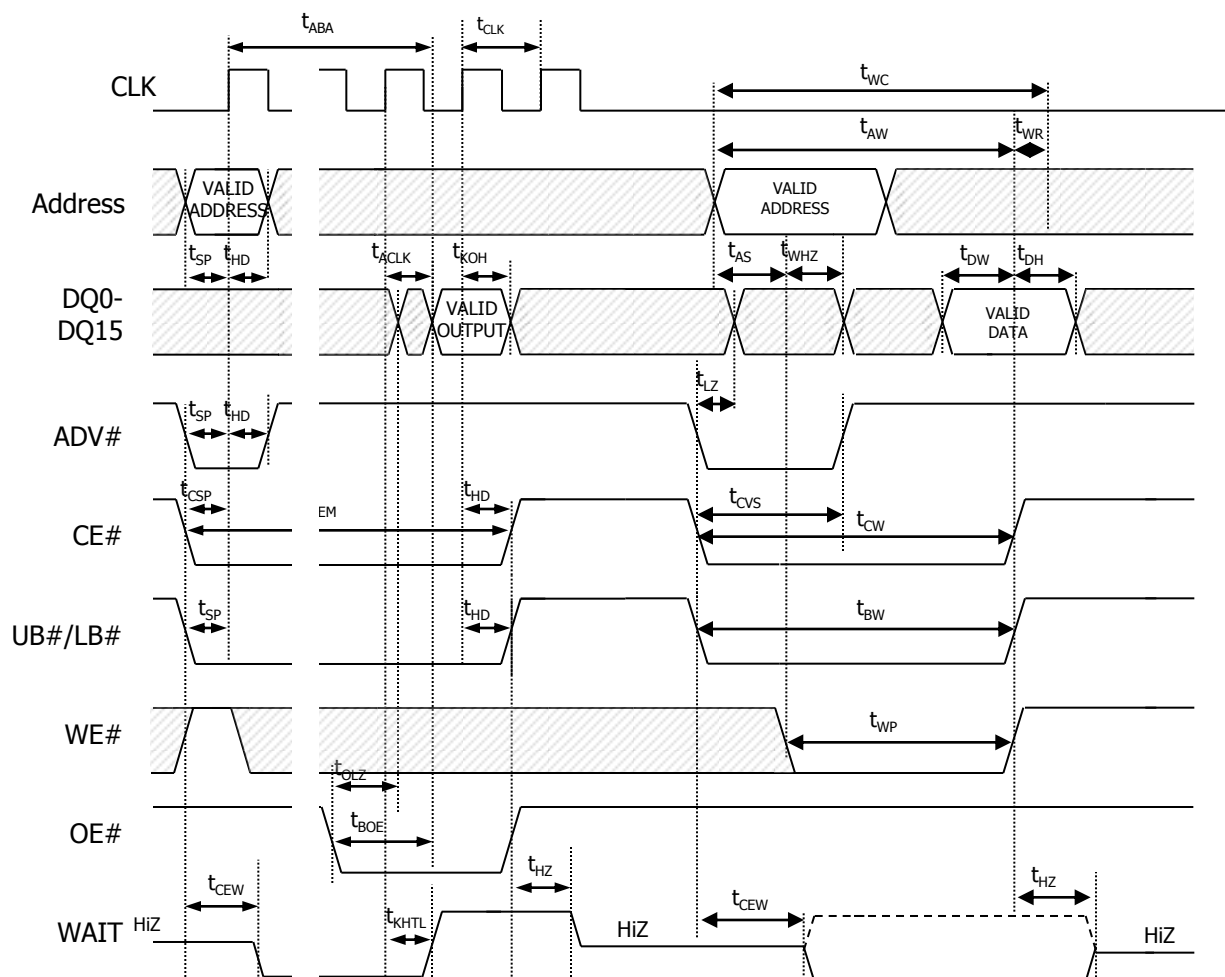 tABA
tCLK
CLK
tWC
tAW
tWR
Address
VALID
ADDRESS
VALID
ADDRESS
tSP
tHD
tACLK
tKOH
tAS
tWHZ
tDW
tDH
DQ0-
DQ15
VALID
OUTPUT
VALID
DATA
tLZ
tSP
tHD
ADV#
tCSP
EM
tHD
tCVS
CE#
tCW
tSP
tHD
UB#/LB#
tBW
WE#
tWP
tOLZ
OE#
tBOE
tCEW
tHZ
tHZ
tKHTL
tCEW
WAIT
HiZ
HiZ
HiZ